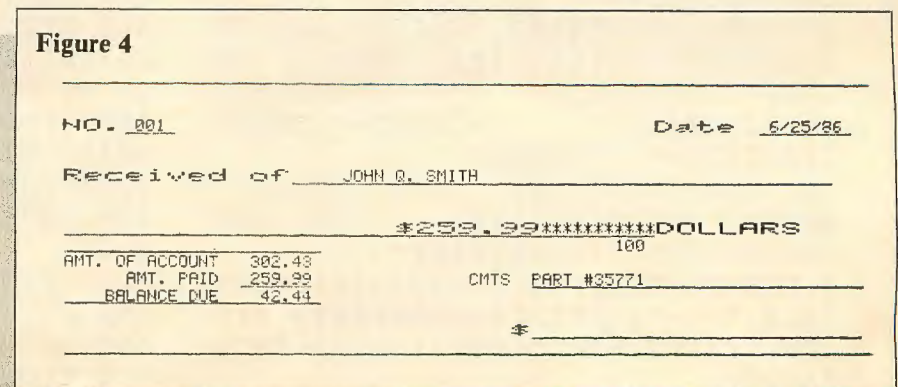 Figure 4
NO. 001 Date 6/25/86
Received of JOHN Q. SMITH
$259.99***********DOLLARS
100
AMT. OF ACCOUNT 302.43
AMT. PAID 259.99 CMTS PART #35771
BALANCE DUE 42.44
$